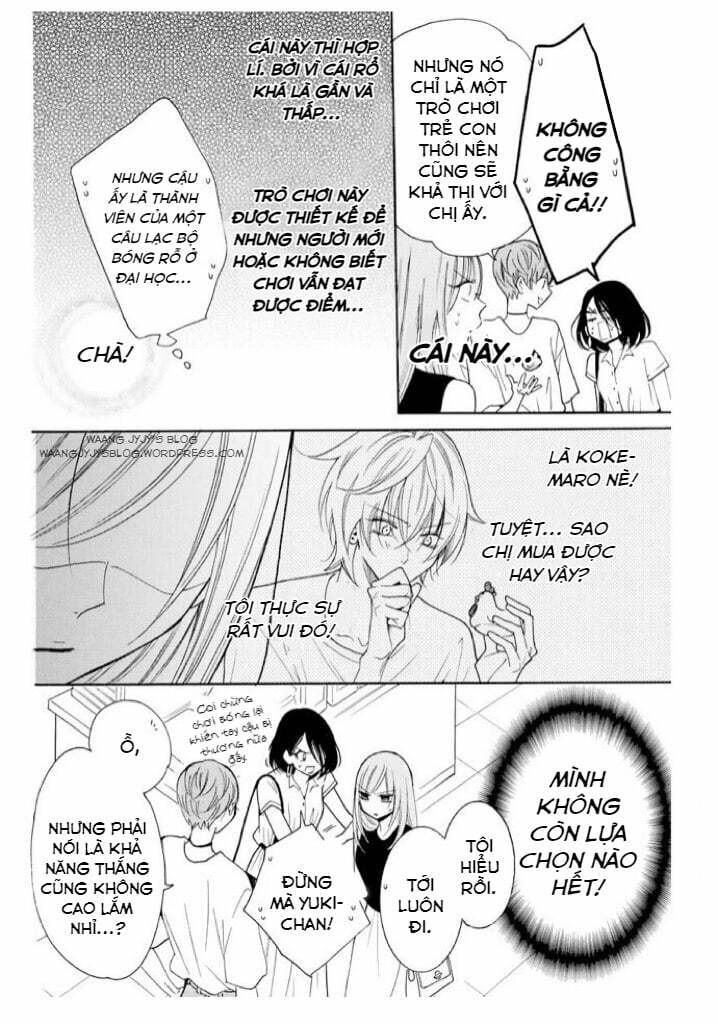 KHÔNG
CÔNG
BẰNG
GÌ CẢ!!
NHƯNG NÓ
CHỈ LÀ MỘT
TRÒ CHƠI
TRẺ CON
THÔI NÊN
CŨNG SẼ
KHẢ THI VỚI
CHỊ ẤY.
CÁI NÀY...
CÁI NÀY THÌ HỢP
LÍ. BỞI VÌ CÁI RỔ
KHÁ LÀ GẦN VÀ
THẤP...
TRÒ CHƠI NÀY
ĐƯỢC THIẾT KẾ ĐỂ
NHƯNG NGƯỜI MỚI
HOẶC KHÔNG BIẾT
CHƠI VẪN ĐẠT
ĐƯỢC ĐIỂM...
NHƯNG CẬU
ẤY LÀ THÀNH
VIÊN CỦA MỘT
CÂU LẠC BỘ
BÓNG RỔ Ở
ĐẠI HỌC...
CHÀ!
WAANG JYJY'S BLOG
WAANGJYJYSBLOG.WORDPRESS.COM
LÀ KOKE-
MARO NÈ!
TUYỆT... SAO
CHỊ MUA ĐƯỢC
HAY VẬY?
TÔI THỰC SỰ
RẤT VUI ĐÓ!
MÌNH
KHÔNG
CÒN LỰA
CHỌN NÀO
HẾT!
TÔI
HIỂU
RỒI.
TỚI
LUÔN
ĐI.
Coi chừng
chơi bóng lại
khiến tay cậu bị
thương nữa
đấy.
ĐỪNG
MÀ YUKI-
CHAN!
Ồ,
NHƯNG PHẢI
NÓI LÀ KHẢ
NĂNG THẮNG
CŨNG KHÔNG
CAO LẮM
NHỈ...?